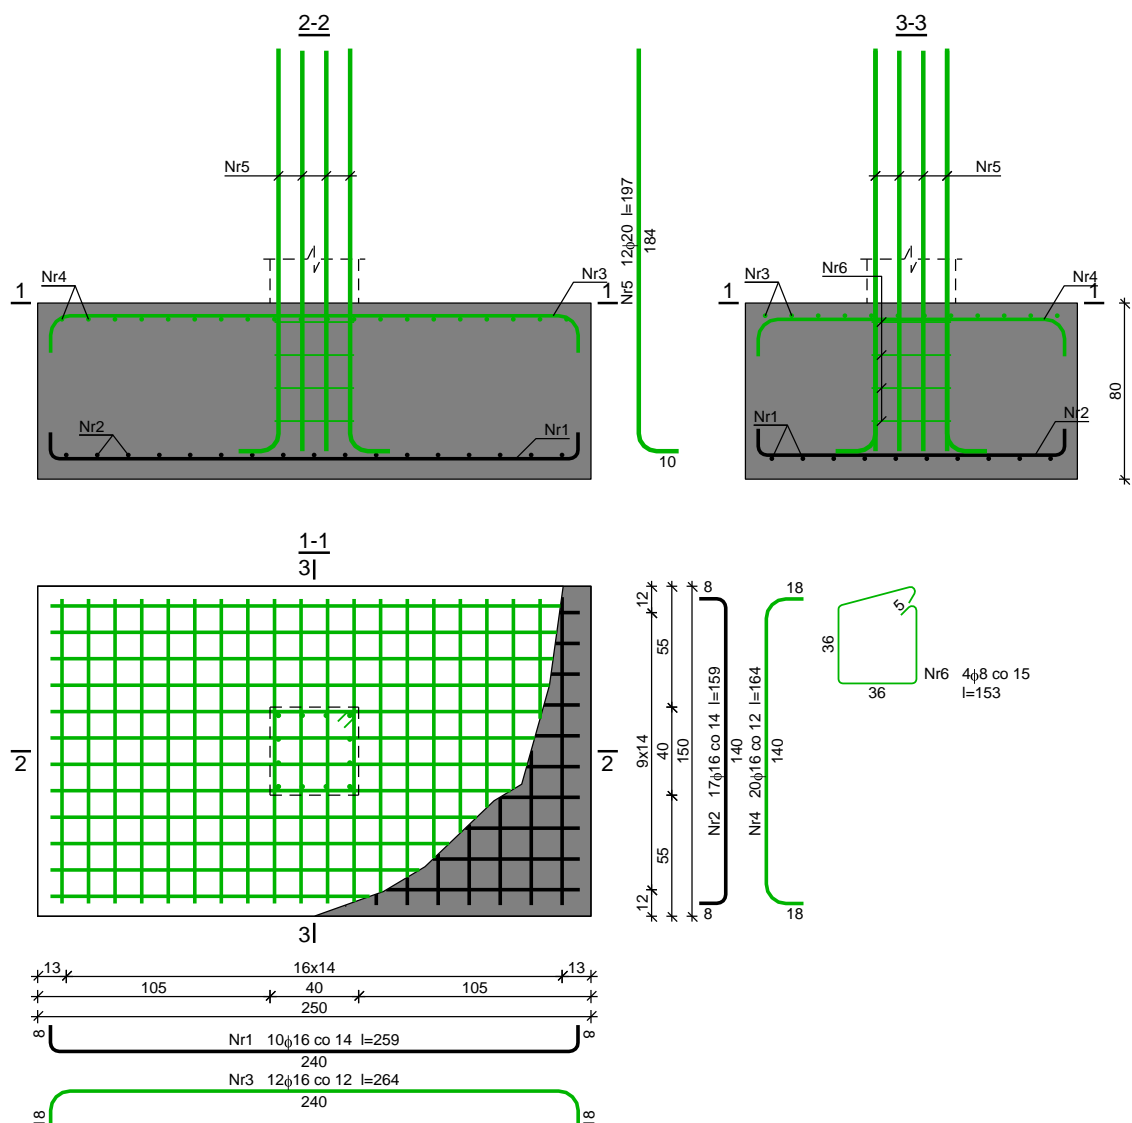 2-2
3-3
Nr5
Nr5
Nr5 12ϕ20 l=197
184
10
Nr4
Nr3
1
1
Nr2
Nr1
Nr6
Nr3
Nr4
1
1
Nr1
Nr2
80
1-1
3
2
2
3
12
9x14
12
55
40
55
150
8
Nr2 17ϕ16 co 14 l=159
140
8
18
Nr4 20ϕ16 co 12 l=164
140
18
5
36
36
Nr6 4ϕ8 co 15
l=153
13
16x14
13
105
40
105
250
8
Nr1 10ϕ16 co 14 l=259
8
240
Nr3 12ϕ16 co 12 l=264
240
18
18